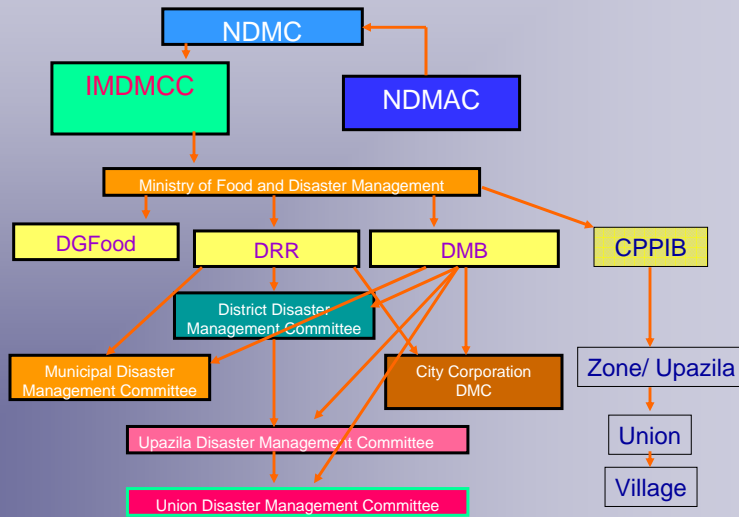 NDMC
IMDMCC
NDMAC
Ministry of Food and Disaster Management
DGFood
DRR
DMB
CPPIB
District Disaster
Management Committee
Municipal Disaster
Management Committee
City Corporation
DMC
Zone/ Upazila
Upazila Disaster Management Committee
Union
Union Disaster Management Committee
Village